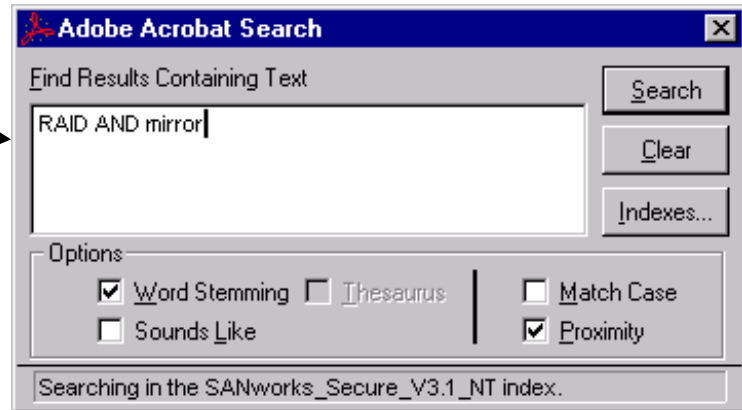 Adobe Acrobat Search
Find Results Containing Text
Search
RAID AND mirror
Clear
Indexes...
Options
Word Stemming Thesaurus Match Case
Sounds Like Proximity
Searching in the SANworks_Secure_V3.1_NT index.